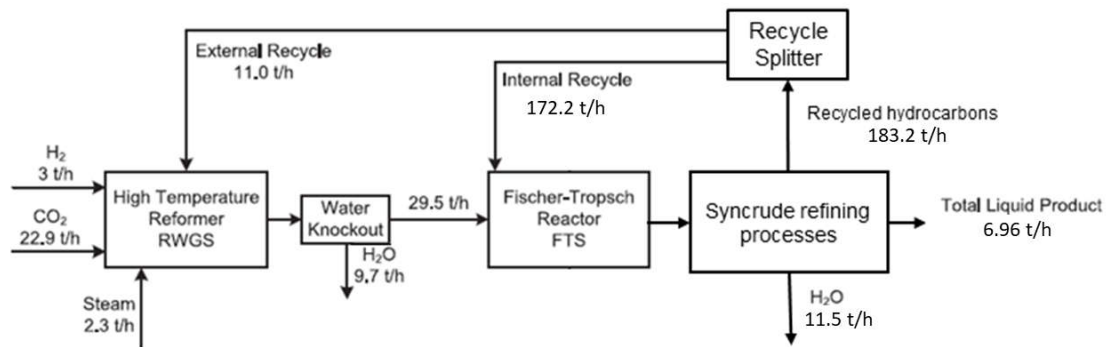 Recycle
Splitter
External Recycle
11.0 t/h
Internal Recycle
172.2 t/h
Recycled hydrocarbons
183.2 t/h
H₂
3 t/h
CO₂
22.9 t/h
High Temperature
Reformer
RWGS
Water
Knockout
29.5 t/h
Fischer-Tropsch
Reactor
FTS
Syncrude refining
processes
Total Liquid Product
6.96 t/h
H₂O
9.7 t/h
Steam
2.3 t/h
H₂O
11.5 t/h